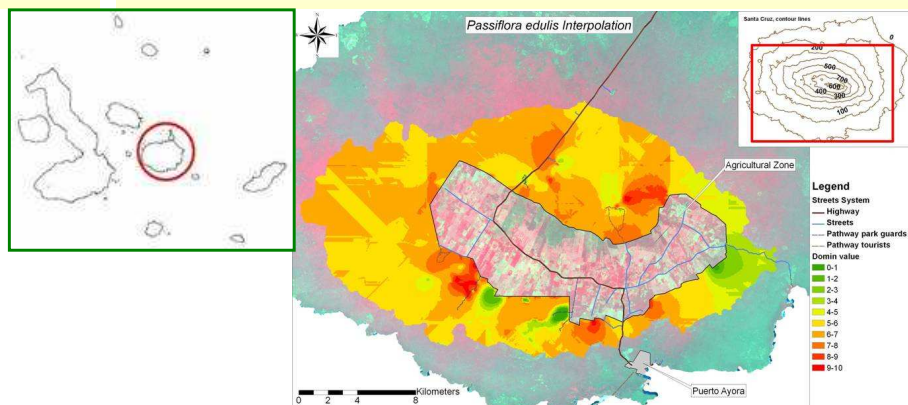 Passiflora edulis Interpolation
Santa Cruz, contour lines
0
200
500
700
600
400
300
100
Agricultural Zone
Legend
Streets System
Highway
Streets
Pathway park guards
Pathway tourists
Domin value
0-1
1-2
2-3
3-4
4-5
5-6
6-7
7-8
8-9
9-10
Puerto Ayora
Kilometers
0 2 4 8